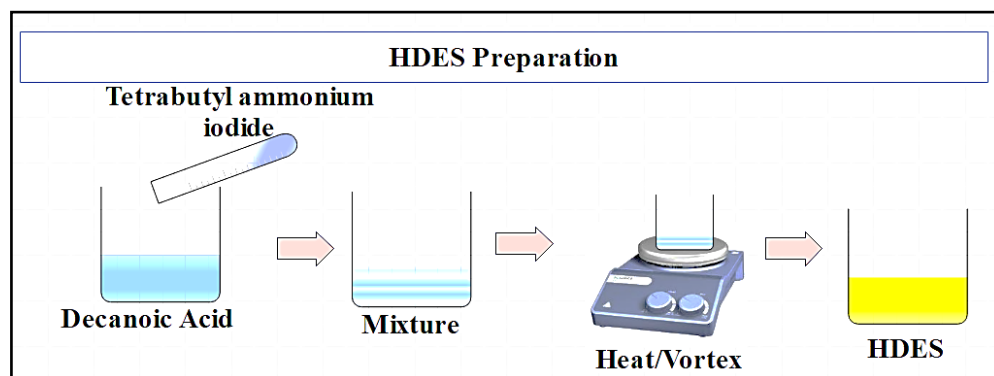 HDES Preparation
Tetrabutyl ammonium
iodide
Decanoic Acid
Mixture
Heat/Vortex
HDES